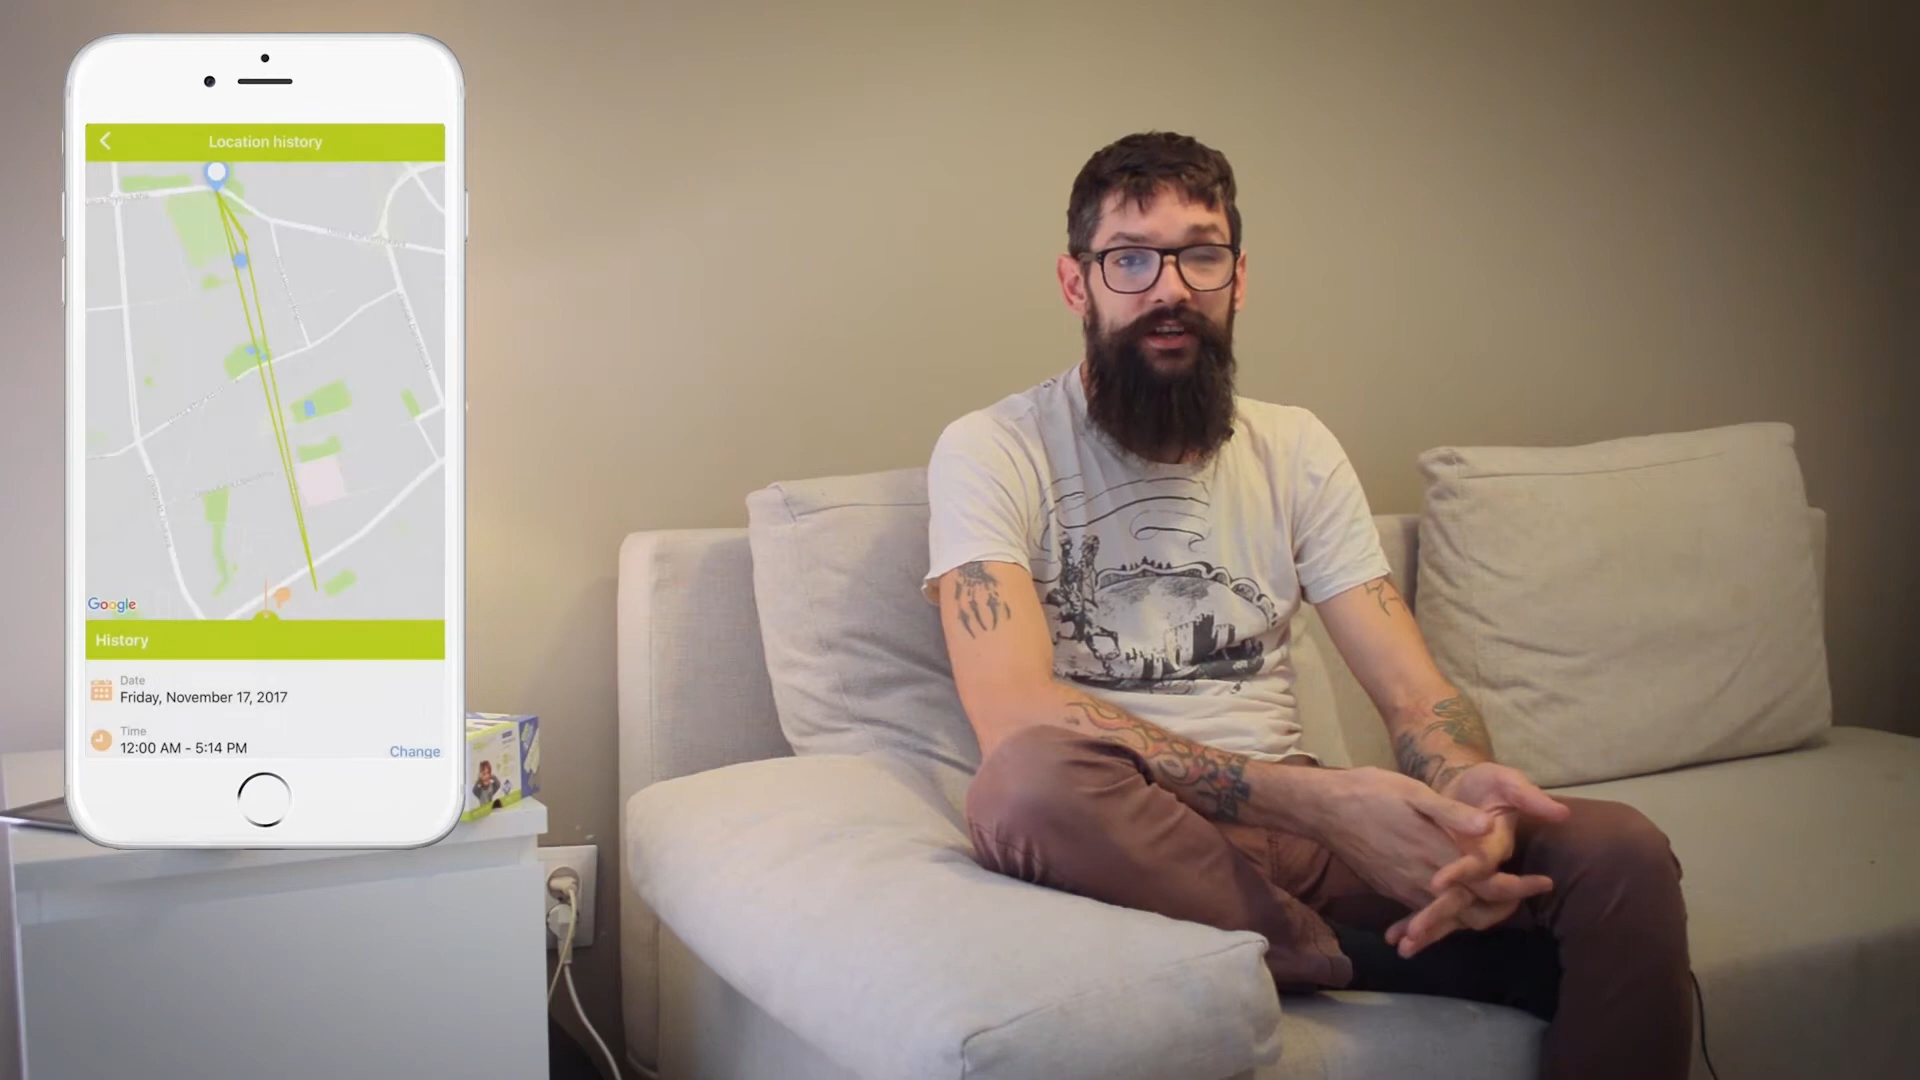 Location history
Google
History
Date
Friday, November 17, 2017
Time
12:00 AM - 5:14 PM
Change